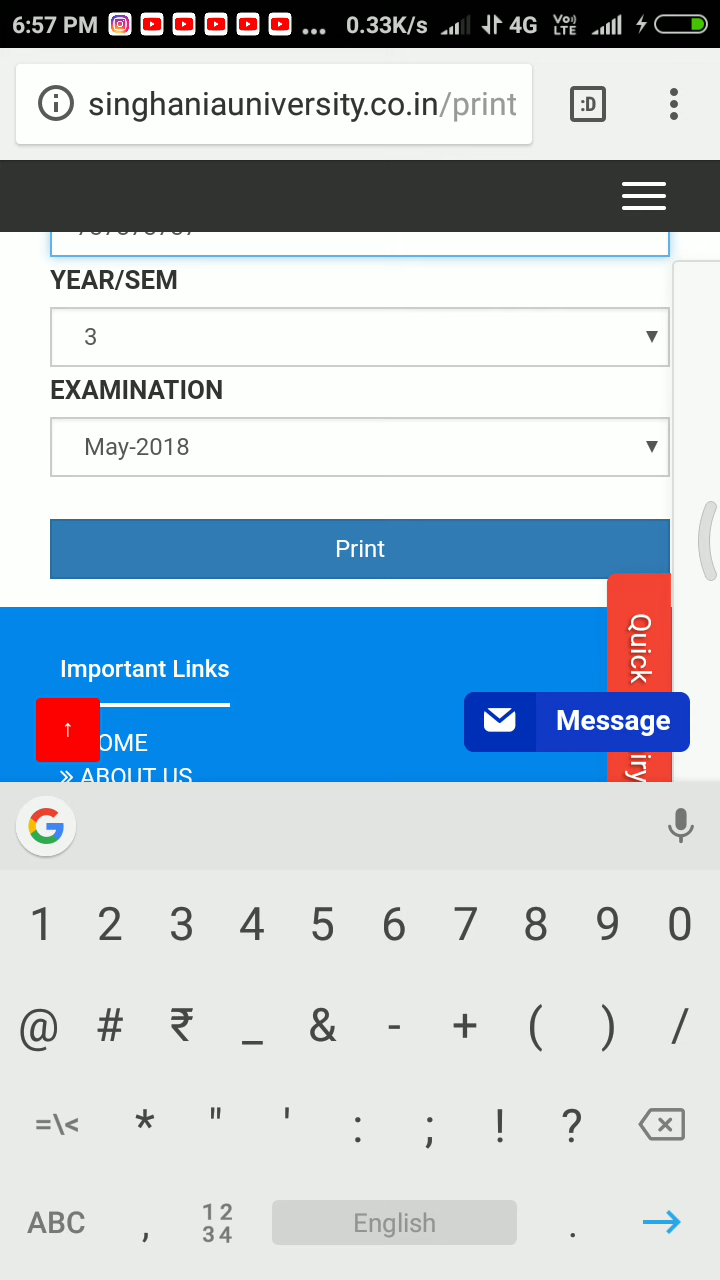 6:57 PM ... 0.33K/s 4G VoLTE
singhaniauniversity.co.in/print
:D
YEAR/SEM
3
EXAMINATION
May-2018
Print
Important Links
Quick
iry
Message
↑
OME
» ABOUT US
1 2 3 4 5 6 7 8 9 0
@ # ₹ _ & - + ( ) /
=\< * " ' : ; ! ?
ABC , 12 34 English .